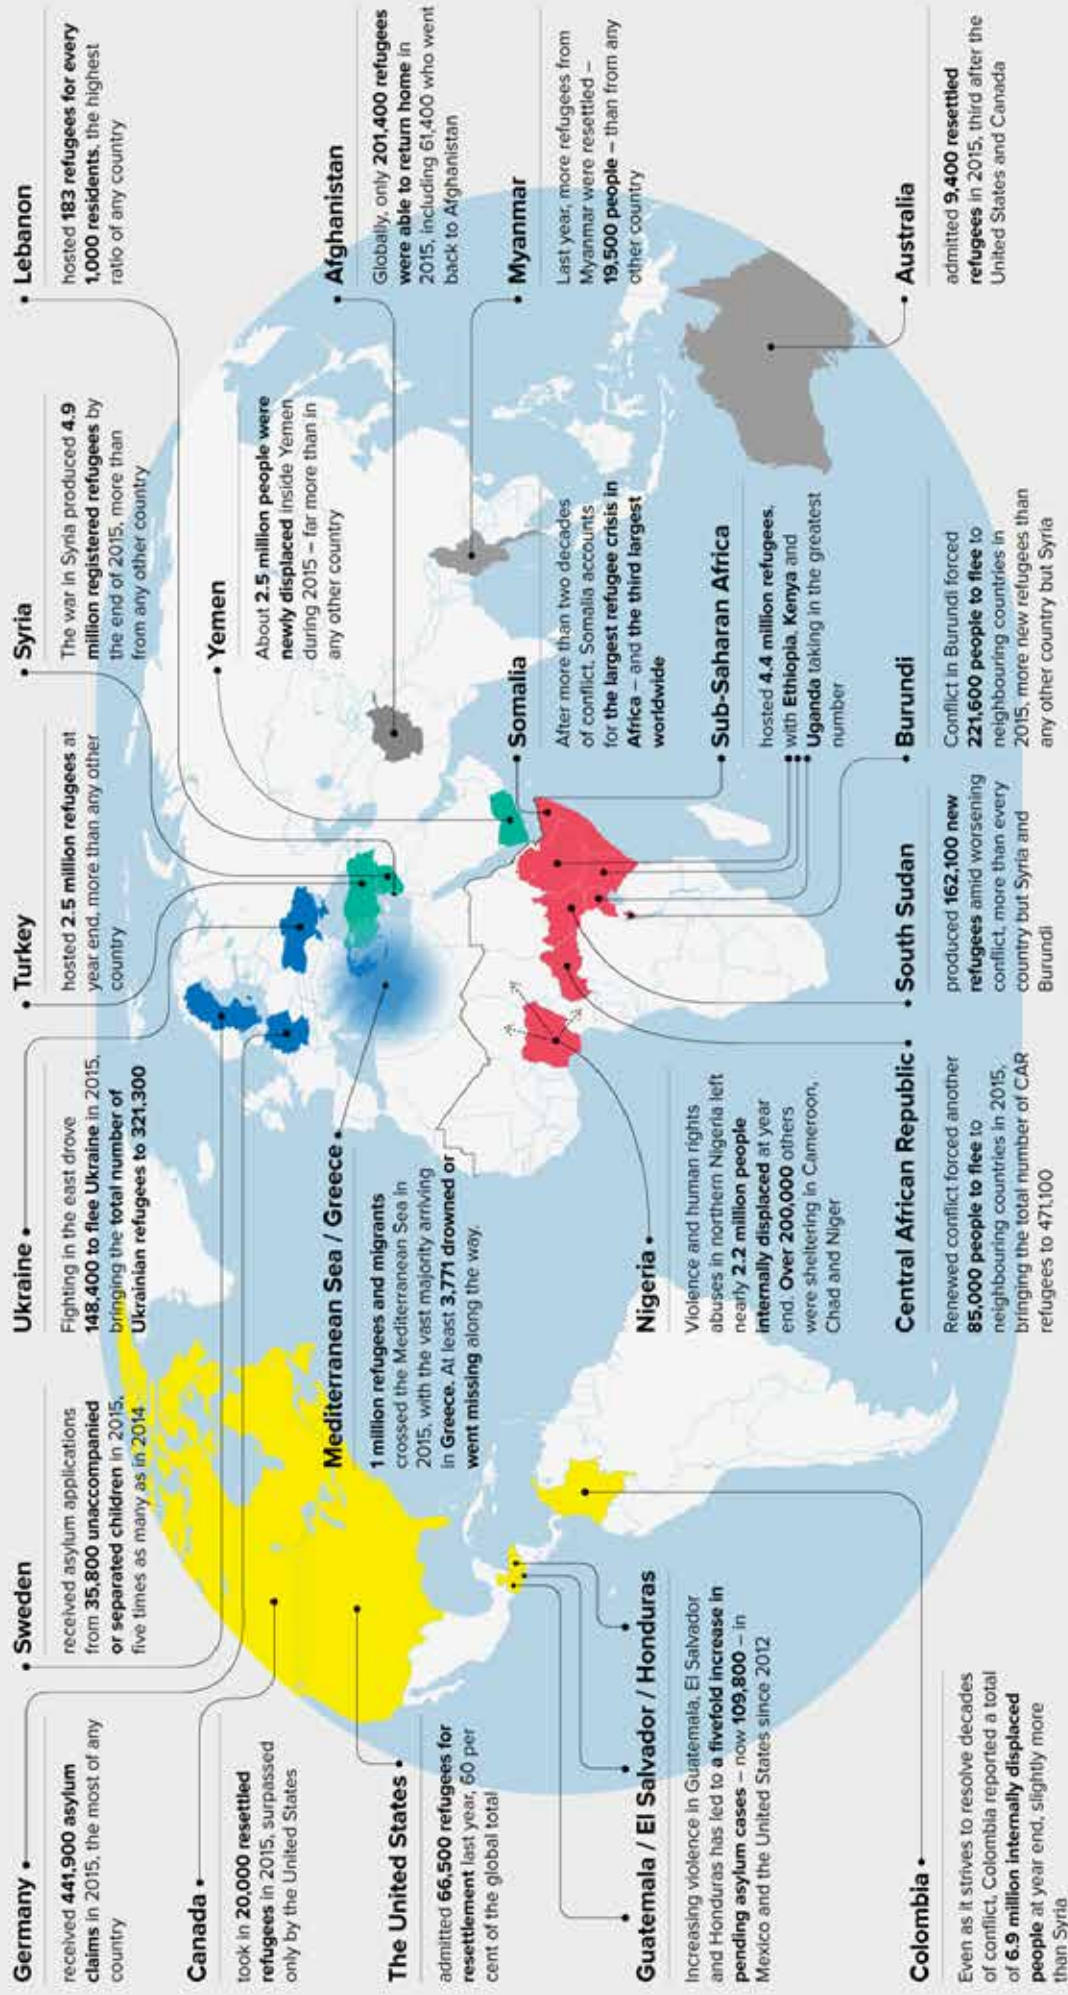 Germany
received 441,900 asylum
claims in 2015, the most of any
country
Sweden
received asylum applications
from 35,800 unaccompanied
or separated children in 2015,
five times as many as in 2014
Ukraine
Fighting in the east drove
148,400 to flee Ukraine in 2015,
bringing the total number of
Ukrainian refugees to 321,300
Turkey
hosted 2.5 million refugees at
year end, more than any other
country
Syria
The war in Syria produced 4.9
million registered refugees by
the end of 2015, more than
from any other country
Lebanon
hosted 183 refugees for every
1,000 residents, the highest
ratio of any country
Canada
took in 20,000 resettled
refugees in 2015, surpassed
only by the United States
Yemen
About 2.5 million people were
newly displaced inside Yemen
during 2015 – far more than in
any other country
The United States
admitted 66,500 refugees for
resettlement last year, 60 per
cent of the global total
Mediterranean Sea / Greece
1 million refugees and migrants
crossed the Mediterranean Sea in
2015, with the vast majority arriving
in Greece. At least 3,771 drowned or
went missing along the way.
Afghanistan
Globally, only 201,400 refugees
were able to return home in
2015, including 61,400 who went
back to Afghanistan
Somalia
After more than two decades
of conflict, Somalia accounts
for the largest refugee crisis in
Africa – and the third largest
worldwide
Myanmar
Last year, more refugees from
Myanmar were resettled –
19,500 people – than from any
other country
Guatemala / El Salvador / Honduras
Increasing violence in Guatemala, El Salvador
and Honduras has led to a fivefold increase in
pending asylum cases – now 109,800 – in
Mexico and the United States since 2012
Nigeria
Violence and human rights
abuses in northern Nigeria left
nearly 2.2 million people
internally displaced at year
end. Over 200,000 others
were sheltering in Cameroon,
Chad and Niger
Sub-Saharan Africa
hosted 4.4 million refugees,
with Ethiopia, Kenya and
Uganda taking in the greatest
number
Colombia
Even as it strives to resolve decades
of conflict, Colombia reported a total
of 6.9 million internally displaced
people at year end, slightly more
than Syria
Central African Republic
Renewed conflict forced another
85,000 people to flee to
neighbouring countries in 2015,
bringing the total number of CAR
refugees to 471,100
South Sudan
produced 162,100 new
refugees amid worsening
conflict, more than every
country but Syria and
Burundi
Burundi
Conflict in Burundi forced
221,600 people to flee to
neighbouring countries in
2015, more new refugees than
any other country but Syria
Australia
admitted 9,400 resettled
refugees in 2015, third after the
United States and Canada